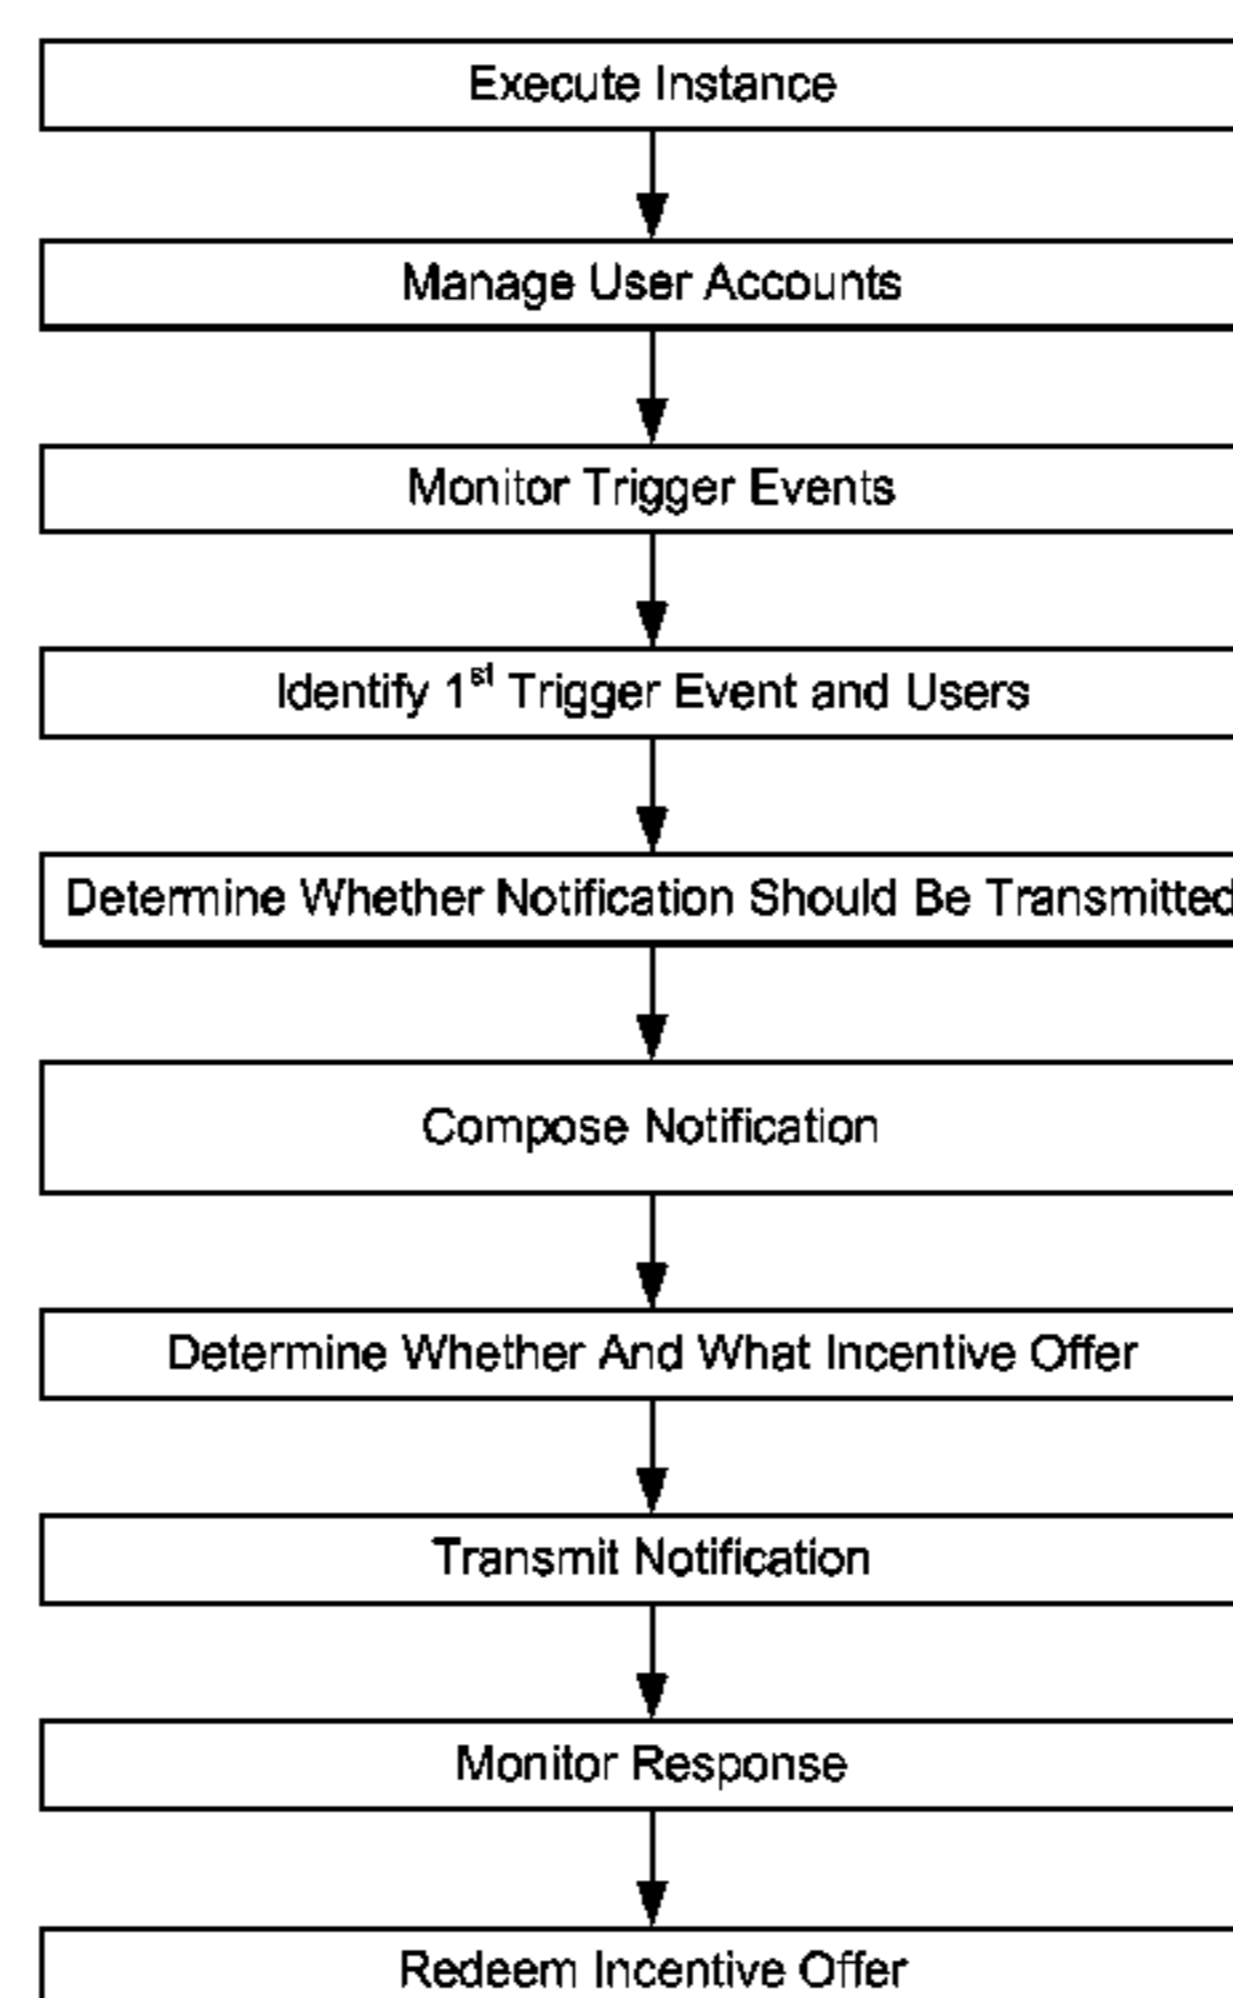 Execute Instance
Manage User Accounts
Monitor Trigger Events
Identify 1st Trigger Event and Users
Determine Whether Notification Should Be Transmitted
Compose Notification
Determine Whether And What Incentive Offer
Transmit Notification
Monitor Response
Redeem Incentive Offer